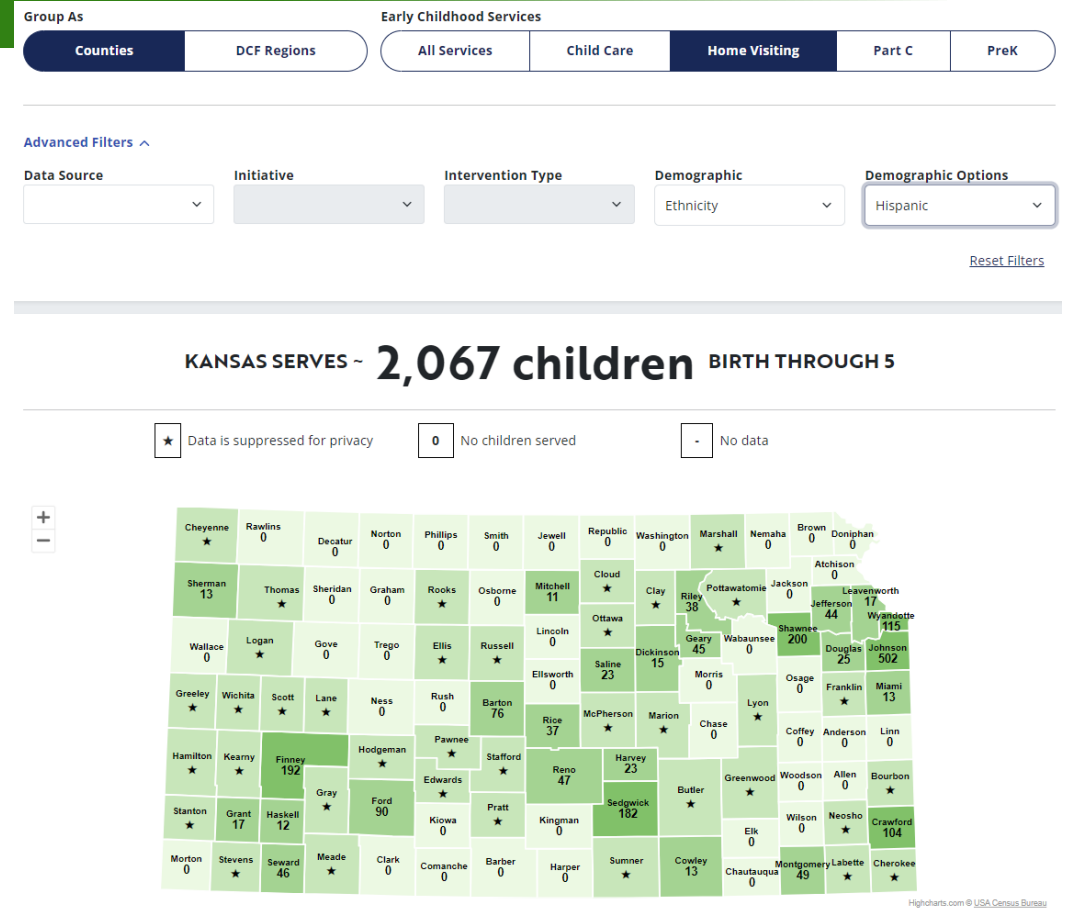 Group As
Early Childhood Services
Counties
DCF Regions
All Services
Child Care
Home Visiting
Part C
PreK
Advanced Filters
Data Source
Initiative
Intervention Type
Demographic
Demographic Options
Ethnicity
Hispanic
Reset Filters
KANSAS SERVES ~ 2,067 children BIRTH THROUGH 5
★ Data is suppressed for privacy
0 No children served
- No data
+
−
Cheyenne ★
Rawlins 0
Decatur 0
Norton 0
Phillips 0
Smith 0
Jewell 0
Republic 0
Washington 0
Marshall ★
Nemaha 0
Brown 0
Doniphan 0
Atchison 0
Sherman 13
Thomas ★
Sheridan 0
Graham 0
Rooks ★
Osborne 0
Mitchell 11
Cloud ★
Clay ★
Riley 38
Pottawatomie ★
Jackson 0
Jefferson 44
Leavenworth 17
Wyandotte 115
Wallace 0
Logan ★
Gove 0
Trego 0
Ellis ★
Russell ★
Lincoln 0
Ottawa ★
Saline 23
Dickinson 15
Geary 45
Wabaunsee 0
Shawnee 200
Douglas 25
Johnson 502
Ellsworth 0
Morris 0
Osage 0
Franklin ★
Miami 13
Greeley ★
Wichita ★
Scott ★
Lane ★
Ness 0
Rush 0
Barton 76
Rice 37
McPherson ★
Marion ★
Chase 0
Lyon ★
Coffey 0
Anderson 0
Linn 0
Hamilton ★
Kearny ★
Finney 192
Hodgeman ★
Pawnee ★
Stafford ★
Edwards ★
Reno 47
Harvey 23
Butler ★
Greenwood ★
Woodson 0
Allen 0
Bourbon ★
Stanton ★
Grant 17
Haskell 12
Gray ★
Ford 90
Kiowa 0
Pratt ★
Kingman 0
Sedgwick 182
Elk 0
Wilson 0
Neosho ★
Crawford 104
Morton 0
Stevens ★
Seward 46
Meade ★
Clark 0
Comanche 0
Barber 0
Harper 0
Sumner ★
Cowley 13
Chautauqua 0
Montgomery 49
Labette ★
Cherokee ★
Highcharts.com © USA Census Bureau